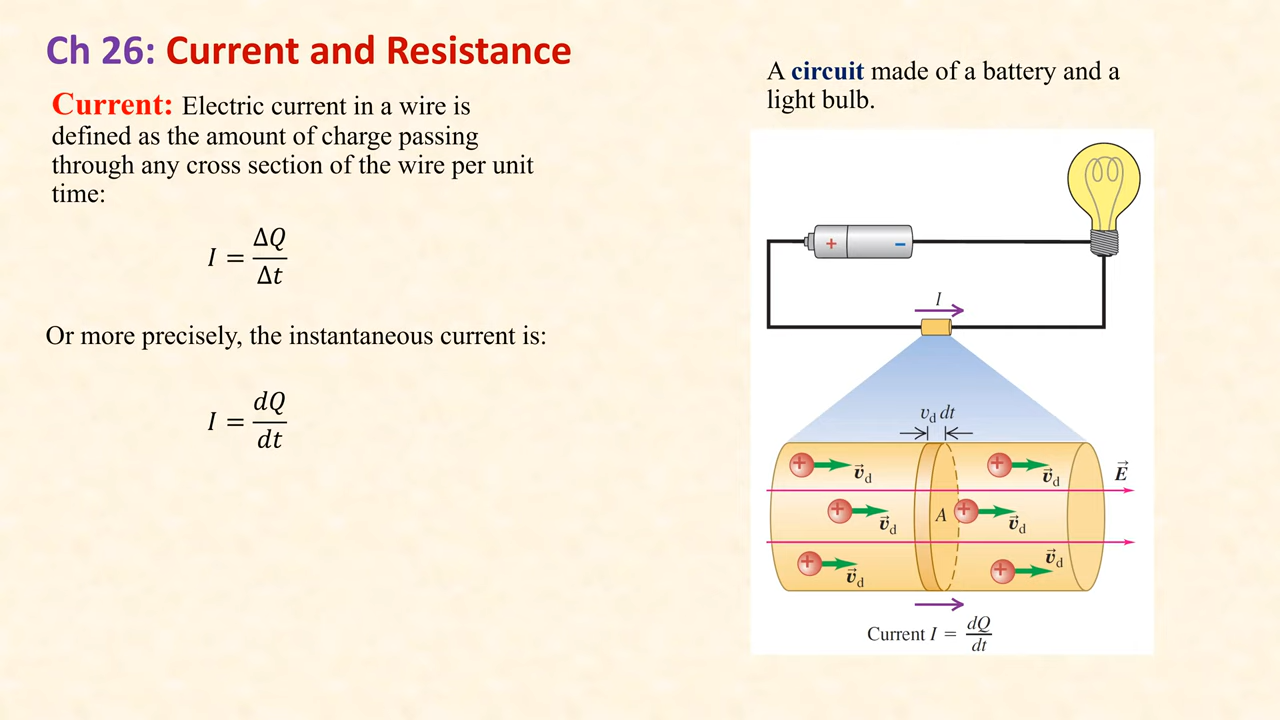 Ch 26: Current and Resistance
Current: Electric current in a wire is
defined as the amount of charge passing
through any cross section of the wire per unit
time:
I = ΔQ/Δt
Or more precisely, the instantaneous current is:
I = dQ/dt
A circuit made of a battery and a
light bulb.
+ −
I
v_d dt
+ v⃗_d + v⃗_d E⃗
+ v⃗_d A + v⃗_d
+ v⃗_d + v⃗_d
Current I = dQ/dt